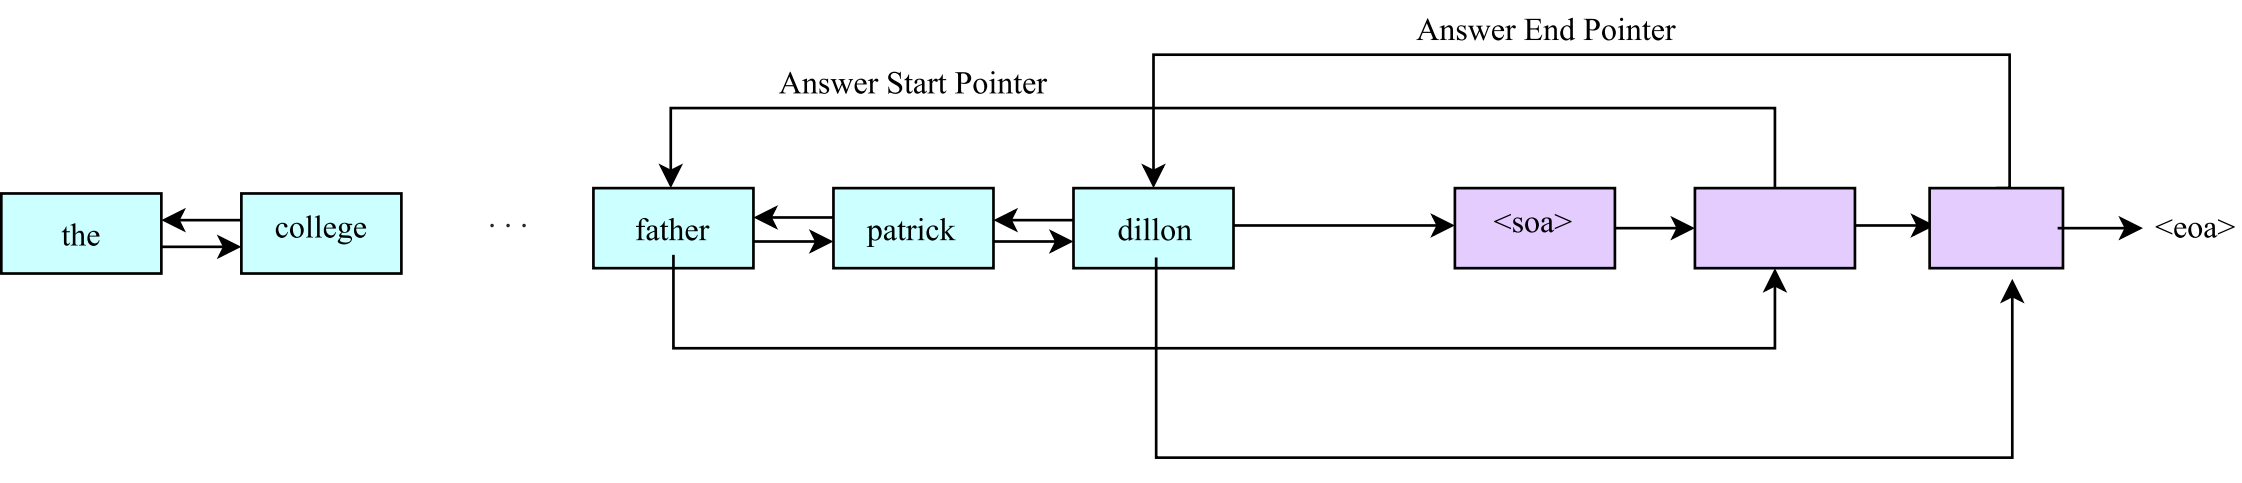 Answer End Pointer
Answer Start Pointer
the
college
...
father
patrick
dillon
<soa>
<eoa>